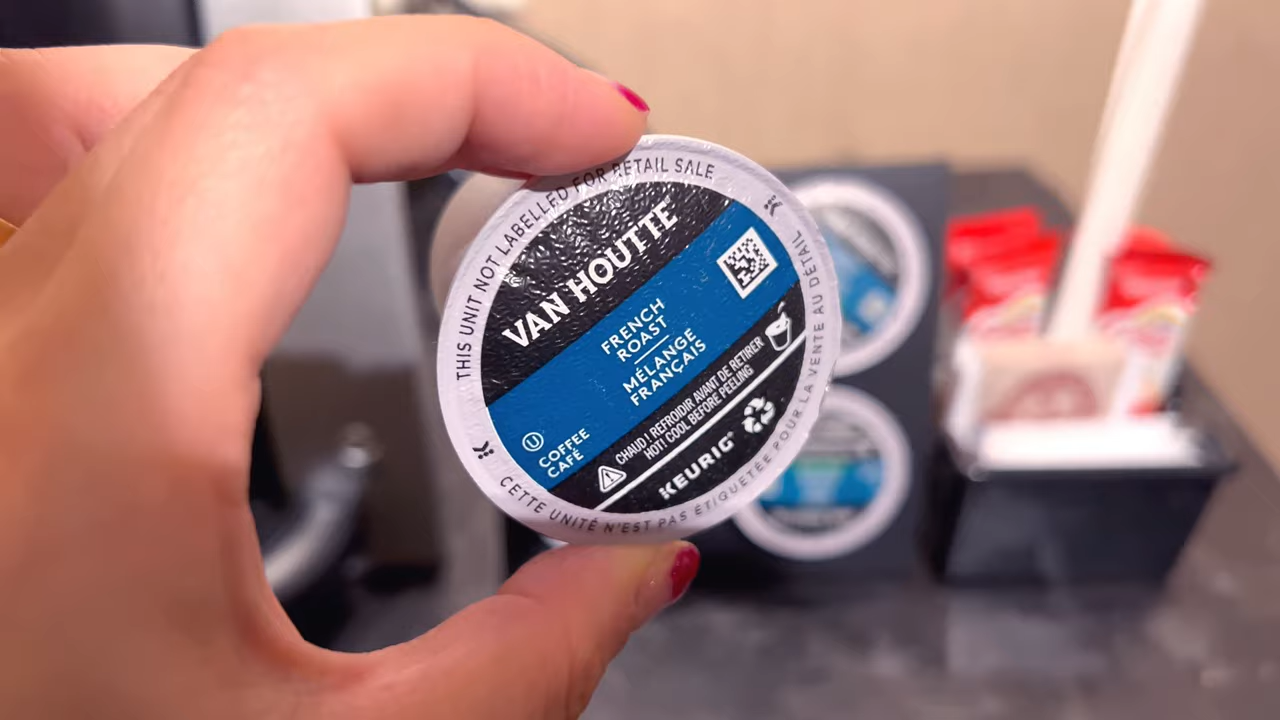 THIS UNIT NOT LABELLED FOR RETAIL SALE
VAN HOUTTE
FRENCH
ROAST
MÉLANGE
FRANÇAIS
U
COFFEE
CAFÉ
CHAUD ! REFROIDIR AVANT DE RETIRER
HOT! COOL BEFORE PEELING
KEURIG®
CETTE UNITÉ N'EST PAS ÉTIQUETÉE POUR LA VENTE AU DÉTAIL